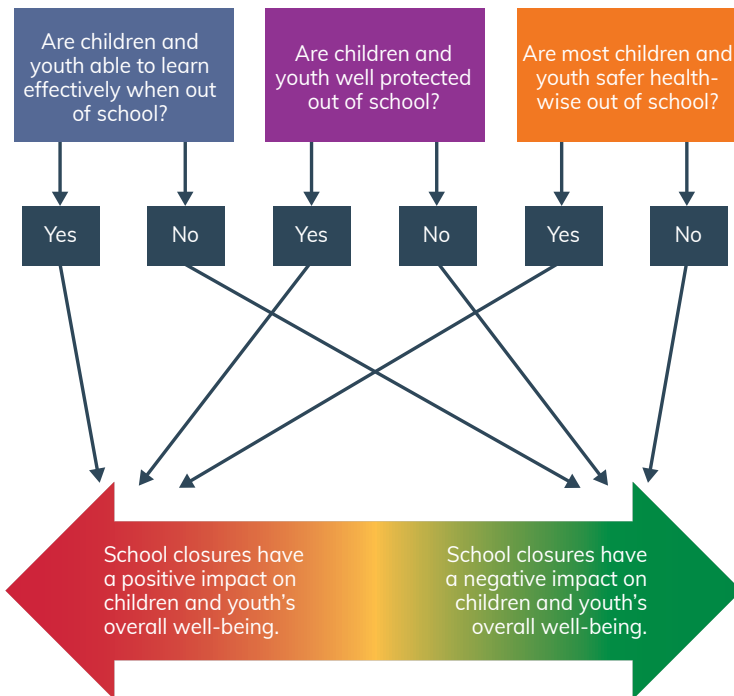 Are children and
youth able to learn
effectively when out
of school?
Are children and
youth well protected
out of school?
Are most children and
youth safer health-
wise out of school?
Yes
No
Yes
No
Yes
No
School closures have
a positive impact on
children and youth’s
overall well-being.
School closures have
a negative impact on
children and youth’s
overall well-being.